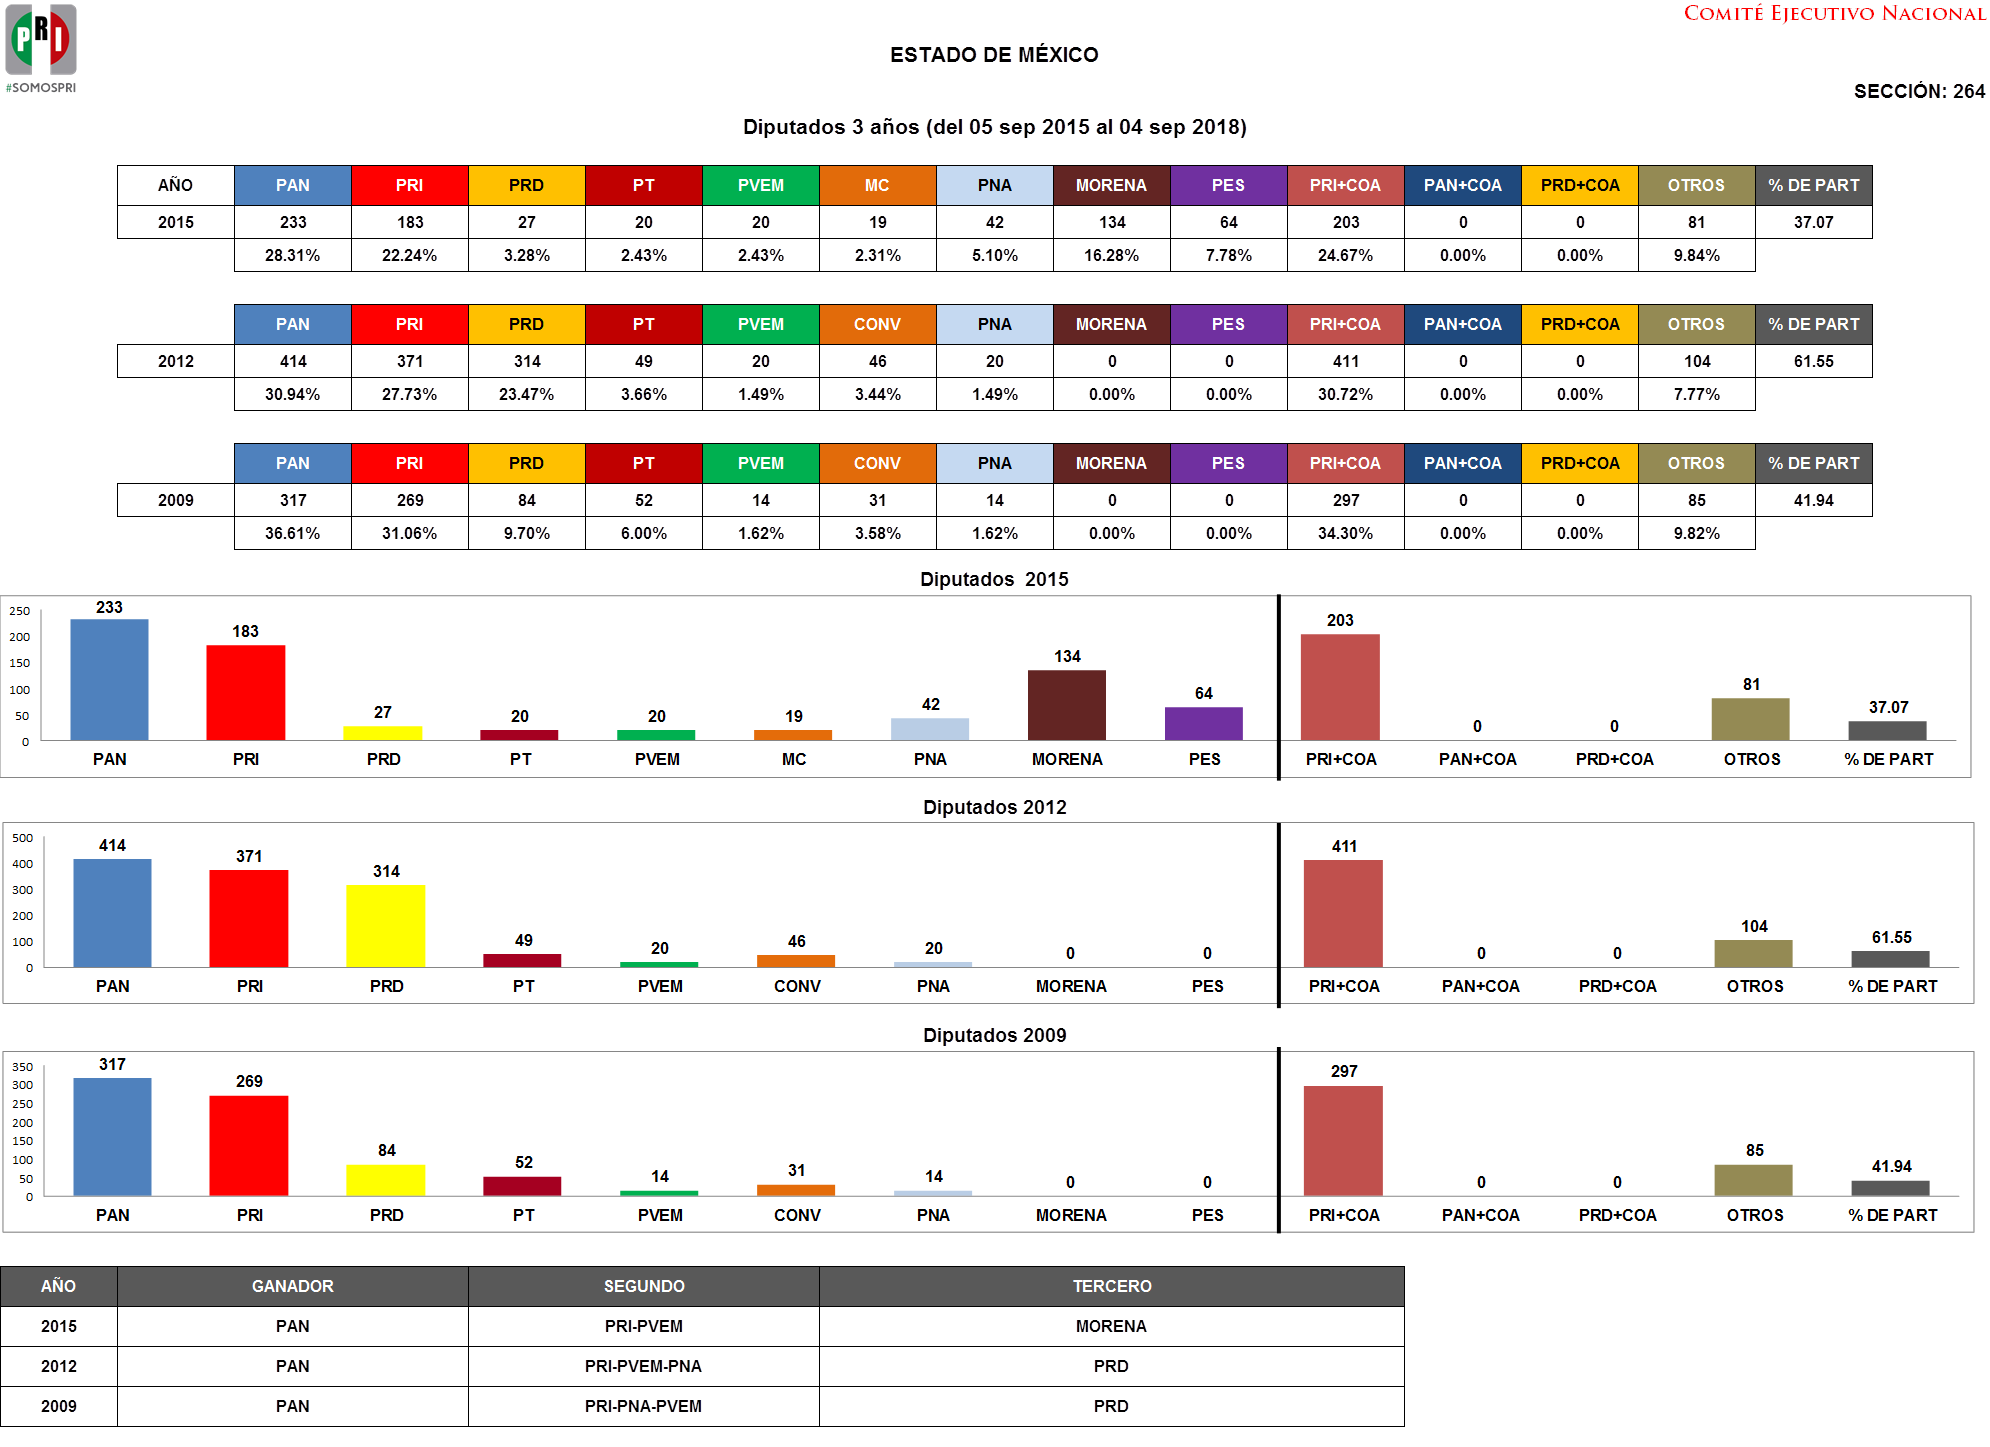 PRI
#SOMOSPRI
COMITÉ EJECUTIVO NACIONAL
ESTADO DE MÉXICO
SECCIÓN: 264
Diputados 3 años (del 05 sep 2015 al 04 sep 2018)
AÑO PAN PRI PRD PT PVEM MC PNA MORENA PES PRI+COA PAN+COA PRD+COA OTROS % DE PART
2015 233 183 27 20 20 19 42 134 64 203 0 0 81 37.07
28.31% 22.24% 3.28% 2.43% 2.43% 2.31% 5.10% 16.28% 7.78% 24.67% 0.00% 0.00% 9.84%
PAN PRI PRD PT PVEM CONV PNA MORENA PES PRI+COA PAN+COA PRD+COA OTROS % DE PART
2012 414 371 314 49 20 46 20 0 0 411 0 0 104 61.55
30.94% 27.73% 23.47% 3.66% 1.49% 3.44% 1.49% 0.00% 0.00% 30.72% 0.00% 0.00% 7.77%
PAN PRI PRD PT PVEM CONV PNA MORENA PES PRI+COA PAN+COA PRD+COA OTROS % DE PART
2009 317 269 84 52 14 31 14 0 0 297 0 0 85 41.94
36.61% 31.06% 9.70% 6.00% 1.62% 3.58% 1.62% 0.00% 0.00% 34.30% 0.00% 0.00% 9.82%
Diputados 2015
250
200
150
100
50
0
233 183 27 20 20 19 42 134 64 203 0 0 81 37.07
PAN PRI PRD PT PVEM MC PNA MORENA PES PRI+COA PAN+COA PRD+COA OTROS % DE PART
Diputados 2012
500
400
300
200
100
0
414 371 314 49 20 46 20 0 0 411 0 0 104 61.55
PAN PRI PRD PT PVEM CONV PNA MORENA PES PRI+COA PAN+COA PRD+COA OTROS % DE PART
Diputados 2009
350
300
250
200
150
100
50
0
317 269 84 52 14 31 14 0 0 297 0 0 85 41.94
PAN PRI PRD PT PVEM CONV PNA MORENA PES PRI+COA PAN+COA PRD+COA OTROS % DE PART
AÑO GANADOR SEGUNDO TERCERO
2015 PAN PRI-PVEM MORENA
2012 PAN PRI-PVEM-PNA PRD
2009 PAN PRI-PNA-PVEM PRD